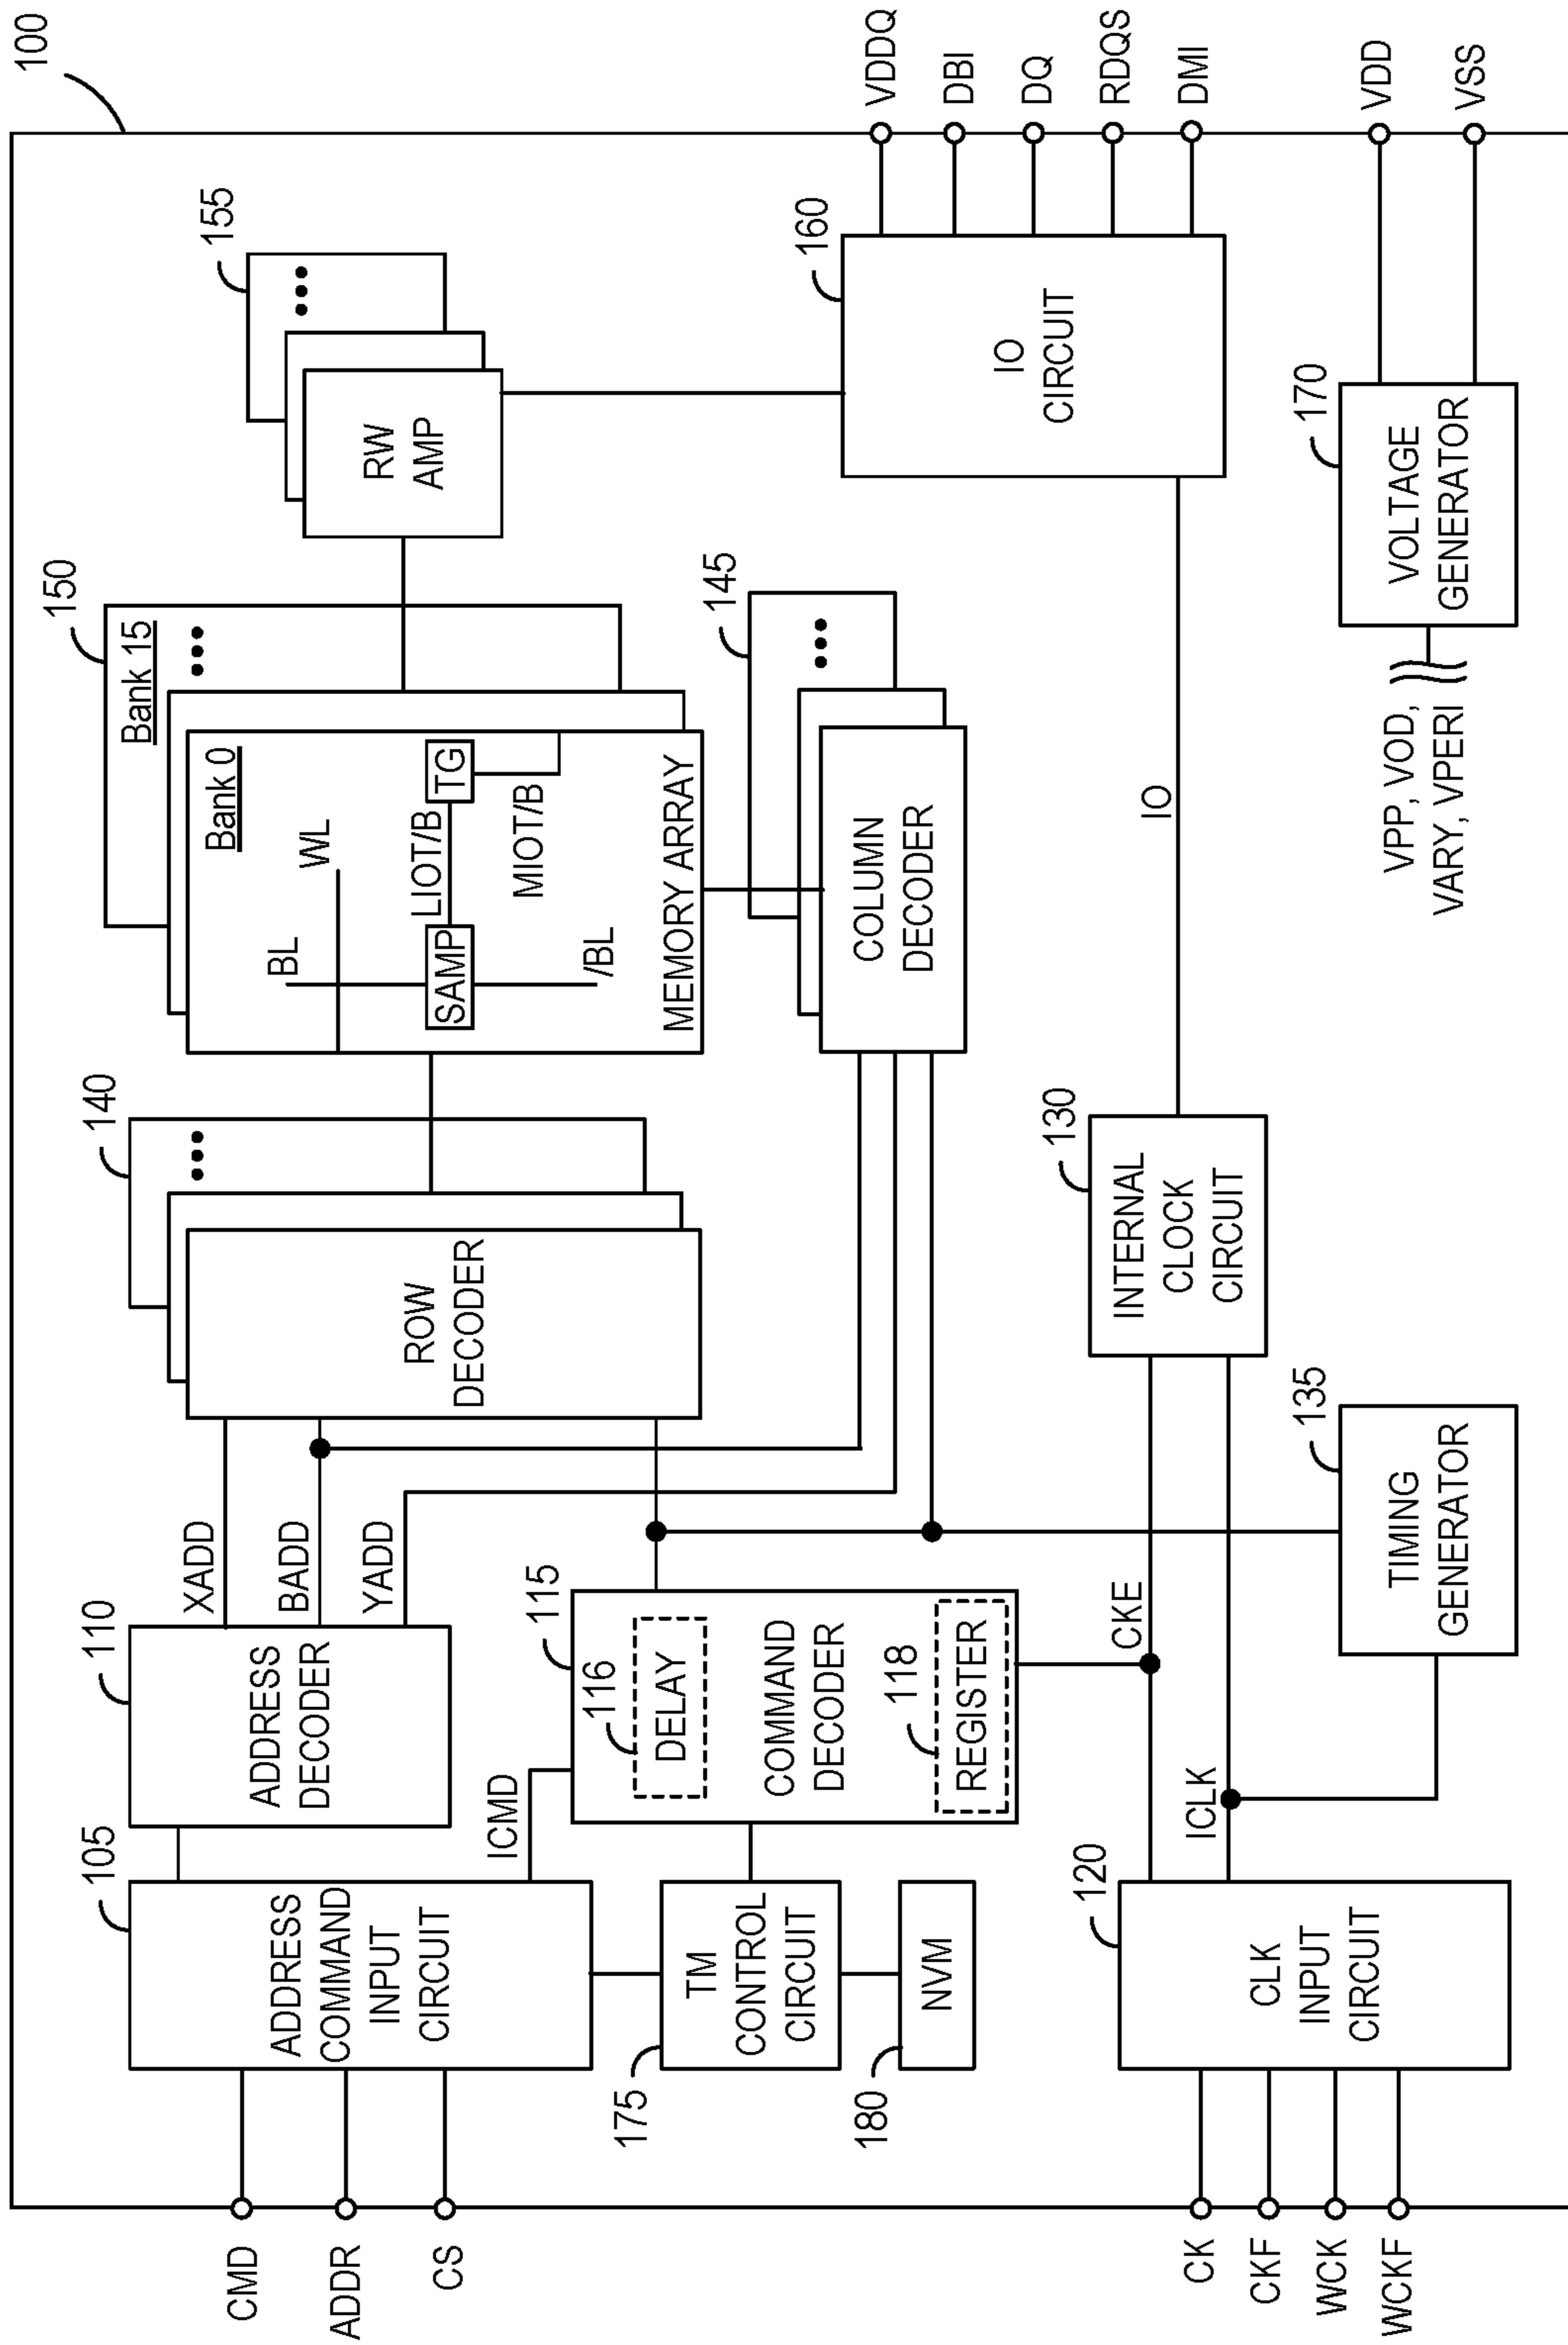 100
CMD
ADDR
CS
105
ADDRESS
COMMAND
INPUT
CIRCUIT
110
ADDRESS
DECODER
XADD
BADD
YADD
140
ROW
DECODER
150
Bank 15
Bank 0
BL
WL
SAMP
LIOT/B
TG
MIOT/B
/BL
MEMORY ARRAY
155
RW
AMP
ICMD
115
116
DELAY
COMMAND
DECODER
118
REGISTER
145
COLUMN
DECODER
160
IO
CIRCUIT
VDDQ
DBI
DQ
RDQS
DMI
175
TM
CONTROL
CIRCUIT
180
NVM
CK
CKF
WCK
WCKF
120
CLK
INPUT
CIRCUIT
CKE
ICLK
130
INTERNAL
CLOCK
CIRCUIT
IO
135
TIMING
GENERATOR
VPP, VOD,
VARY, VPERI
170
VOLTAGE
GENERATOR
VDD
VSS